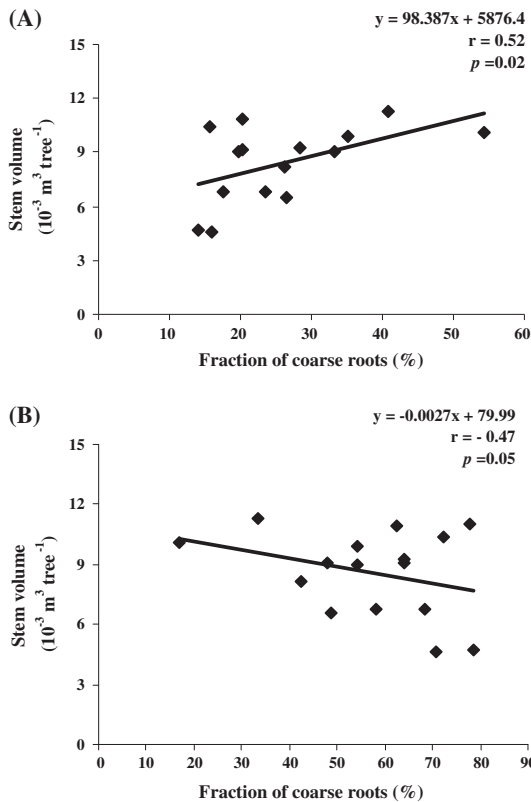 (A)
y = 98.387x + 5876.4
r = 0.52
p =0.02
Stem volume
(10⁻³ m³ tree⁻¹)
15
12
9
6
3
0
0 10 20 30 40 50 60
Fraction of coarse roots (%)
(B)
y = -0.0027x + 79.99
r = - 0.47
p =0.05
Stem volume
(10⁻³ m³ tree⁻¹)
15
12
9
6
3
0
0 10 20 30 40 50 60 70 80 90
Fraction of coarse roots (%)